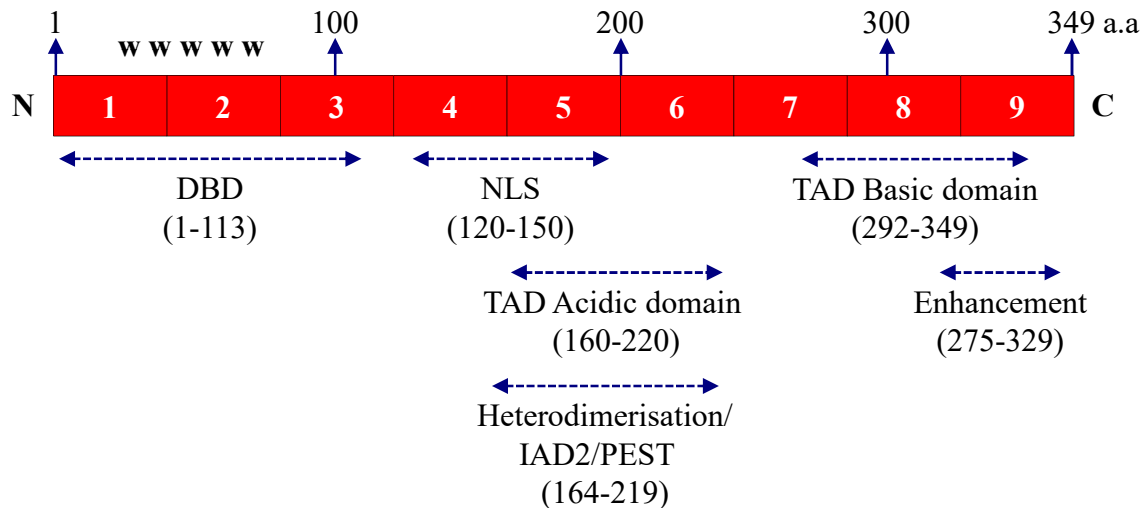 1 100 200 300 349 a.a
w w w w w
N 1 2 3 4 5 6 7 8 9 C
DBD NLS TAD Basic domain
(1-113) (120-150) (292-349)
TAD Acidic domain Enhancement
(160-220) (275-329)
Heterodimerisation/
IAD2/PEST
(164-219)